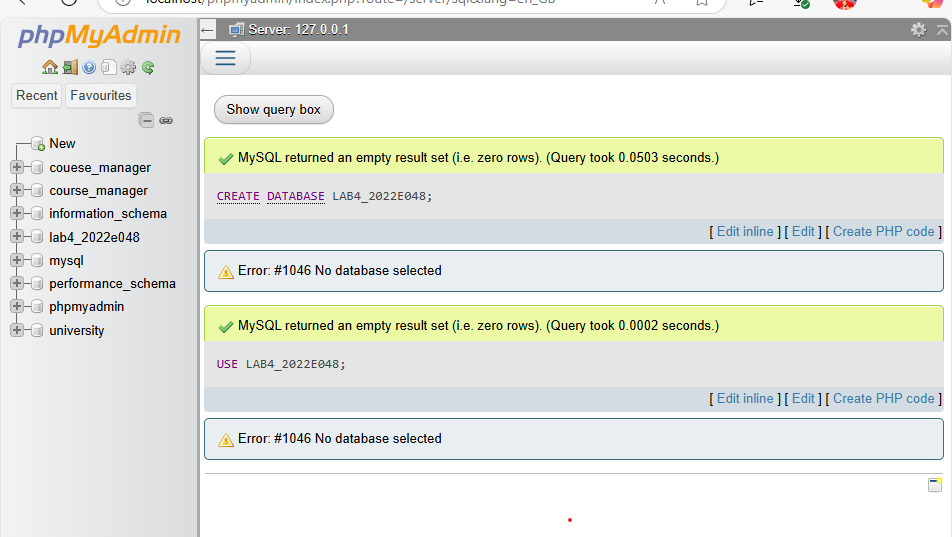 localhost/phpmyadmin/index.php?route=/server/sql&lang=en_GB
phpMyAdmin
Server: 127.0.0.1
Recent
Favourites
New
couese_manager
course_manager
information_schema
lab4_2022e048
mysql
performance_schema
phpmyadmin
university
Show query box
MySQL returned an empty result set (i.e. zero rows). (Query took 0.0503 seconds.)
CREATE DATABASE LAB4_2022E048;
[ Edit inline ] [ Edit ] [ Create PHP code ]
Error: #1046 No database selected
MySQL returned an empty result set (i.e. zero rows). (Query took 0.0002 seconds.)
USE LAB4_2022E048;
[ Edit inline ] [ Edit ] [ Create PHP code ]
Error: #1046 No database selected